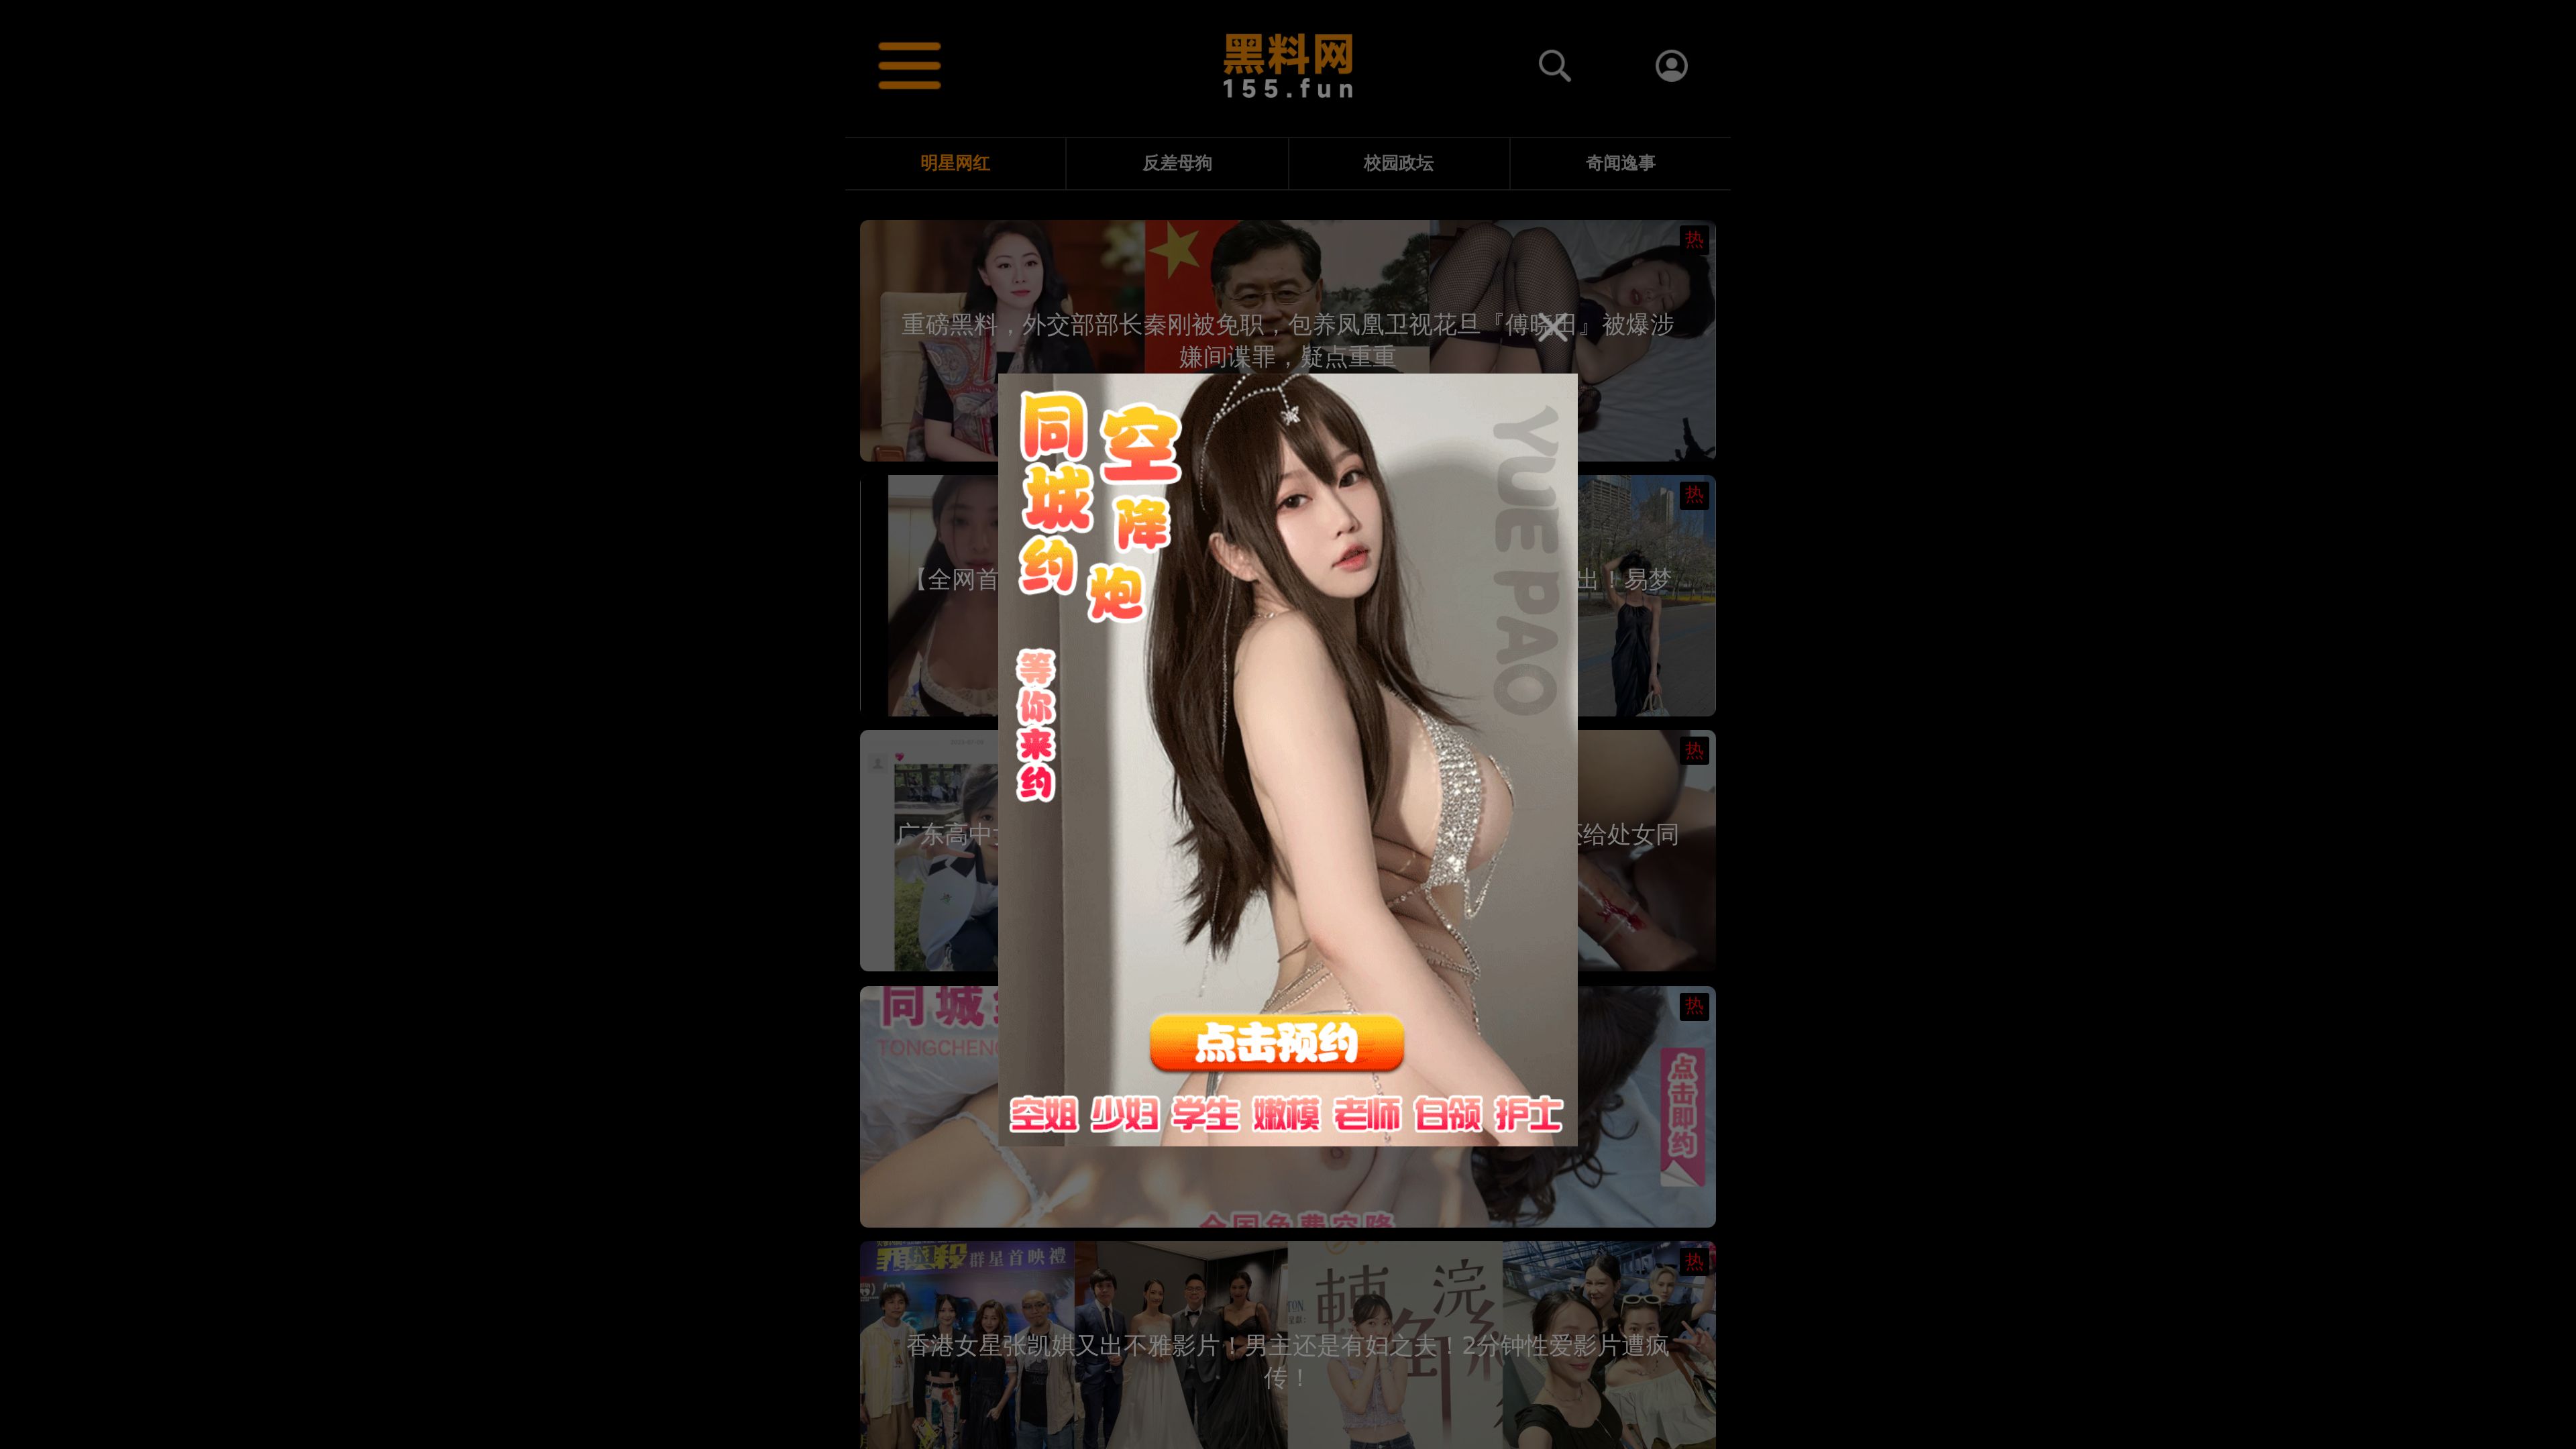 黑料网
155.fun
明星网红
反差母狗
校园政坛
奇闻逸事
热
重磅黑料，外交部部长秦刚被免职，包养凤凰卫视花旦『傅晓田』被爆涉
嫌间谍罪，疑点重重
同城约
空降炮
等你来约
YUE PAO
热
【全网首
出！易梦
热
广东高中
给处女同
点击预约
空姐 少妇 学生 嫩模 老师 白领 护士
热
同城
TONGCHENG
点击即约
全国免费空降
热
群星首映禮
香港女星张凯娸又出不雅影片！男主还是有妇之夫！2分钟性爱影片遭疯
传！